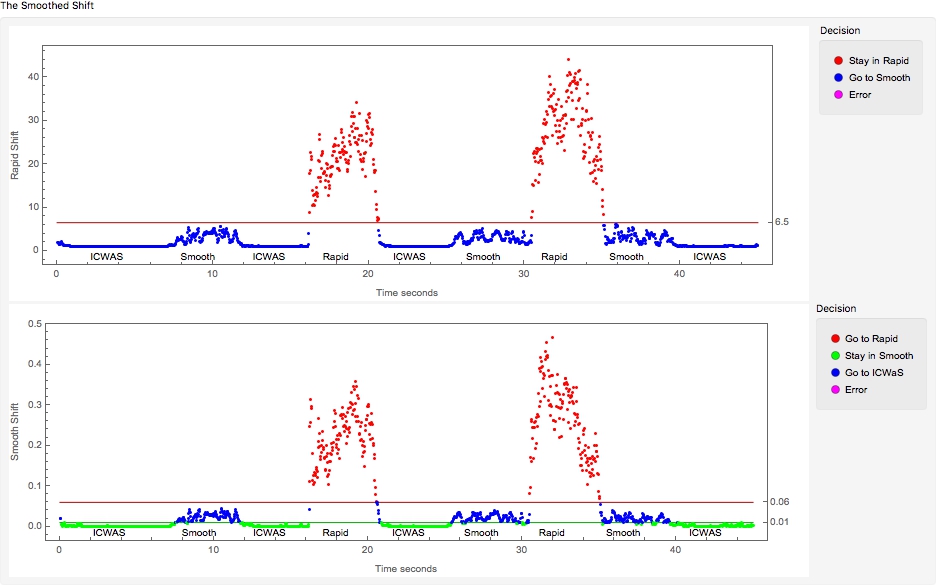 The Smoothed Shift
Decision
Stay in Rapid
Go to Smooth
Error
Rapid Shift
40
30
20
10
0
6.5
ICWAS Smooth ICWAS Rapid ICWAS Smooth Rapid Smooth ICWAS
0 10 20 30 40
Time seconds
Decision
Go to Rapid
Stay in Smooth
Go to ICWaS
Error
Smooth Shift
0.5
0.4
0.3
0.2
0.1
0.0
0.06
0.01
ICWAS Smooth ICWAS Rapid ICWAS Smooth Rapid Smooth ICWAS
0 10 20 30 40
Time seconds